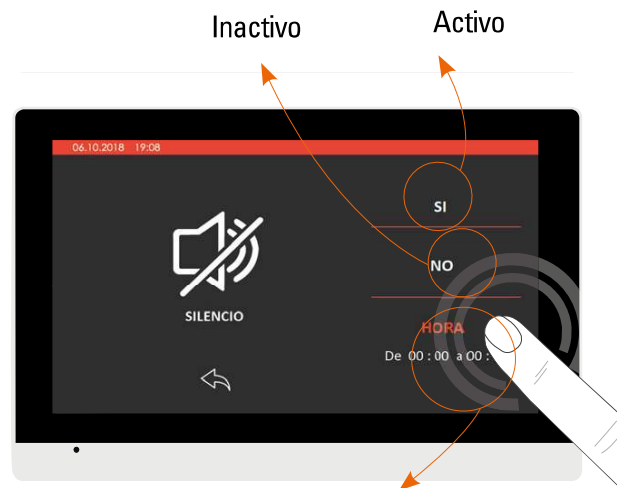 Inactivo
Activo
06.10.2018 19:08
SI
NO
SILENCIO
HORA
De 00 : 00 a 00 :